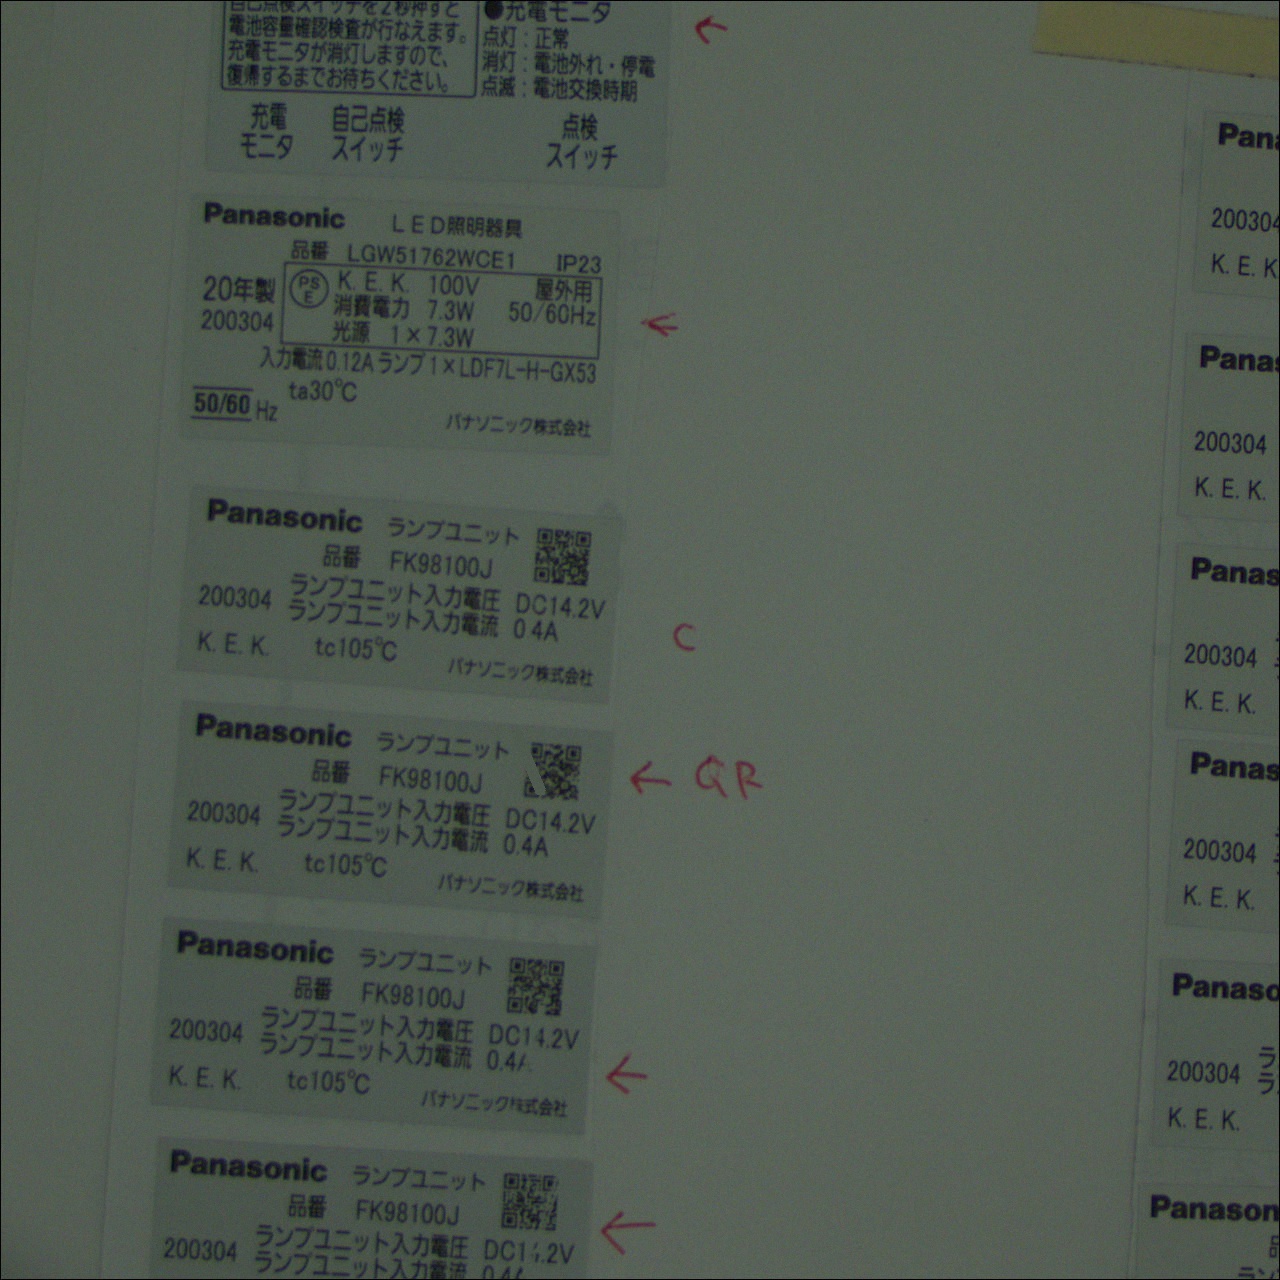 自己点検スイッチを2秒押すと
電池容量確認検査が行なえます。
充電モニタが消灯しますので、
復帰するまでお待ちください。
●充電モニタ
点灯：正常
消灯：電池外れ・停電
点滅：電池交換時期
充電
モニタ
自己点検
スイッチ
点検
スイッチ
Panasonic LED照明器具
品番 LGW51762WCE1 IP23
20年製
200304
PS
E
K.E.K. 100V 屋外用
消費電力 7.3W 50/60Hz
光源 1×7.3W
入力電流0.12A ランプ1×LDF7L-H-GX53
50/60 Hz
ta30℃
パナソニック株式会社
Panasonic ランプユニット
品番 FK98100J
200304
ランプユニット入力電圧 DC14.2V
ランプユニット入力電流 0 4A
K.E.K. tc105℃
パナソニック株式会社
C
Panasonic ランプユニット
品番 FK98100J
200304
ランプユニット入力電圧 DC14.2V
ランプユニット入力電流 0.4A
K.E.K. tc105℃
パナソニック株式会社
← QR
Panasonic ランプユニット
品番 FK98100J
200304
ランプユニット入力電圧 DC14.2V
ランプユニット入力電流 0.4A
K.E.K. tc105℃
パナソニック株式会社
Panasonic ランプユニット
品番 FK98100J
200304
ランプユニット入力電圧 DC14.2V
ランプユニット入力電流 0.4A
Pana
200304
K.E.K
Panas
200304
K.E.K.
Panas
200304
K.E.K.
Panas
200304
K.E.K.
Panaso
200304
ラ
ラ
K.E.K.
Panason